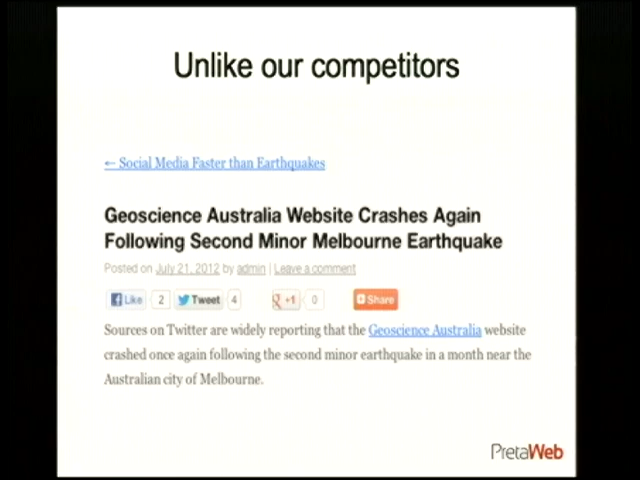 Unlike our competitors
← Social Media Faster than Earthquakes
Geoscience Australia Website Crashes Again
Following Second Minor Melbourne Earthquake
Posted on July 21, 2012 by admin | Leave a comment
Like 2 Tweet 4 +1 0 Share
Sources on Twitter are widely reporting that the Geoscience Australia website
crashed once again following the second minor earthquake in a month near the
Australian city of Melbourne.
PretaWeb